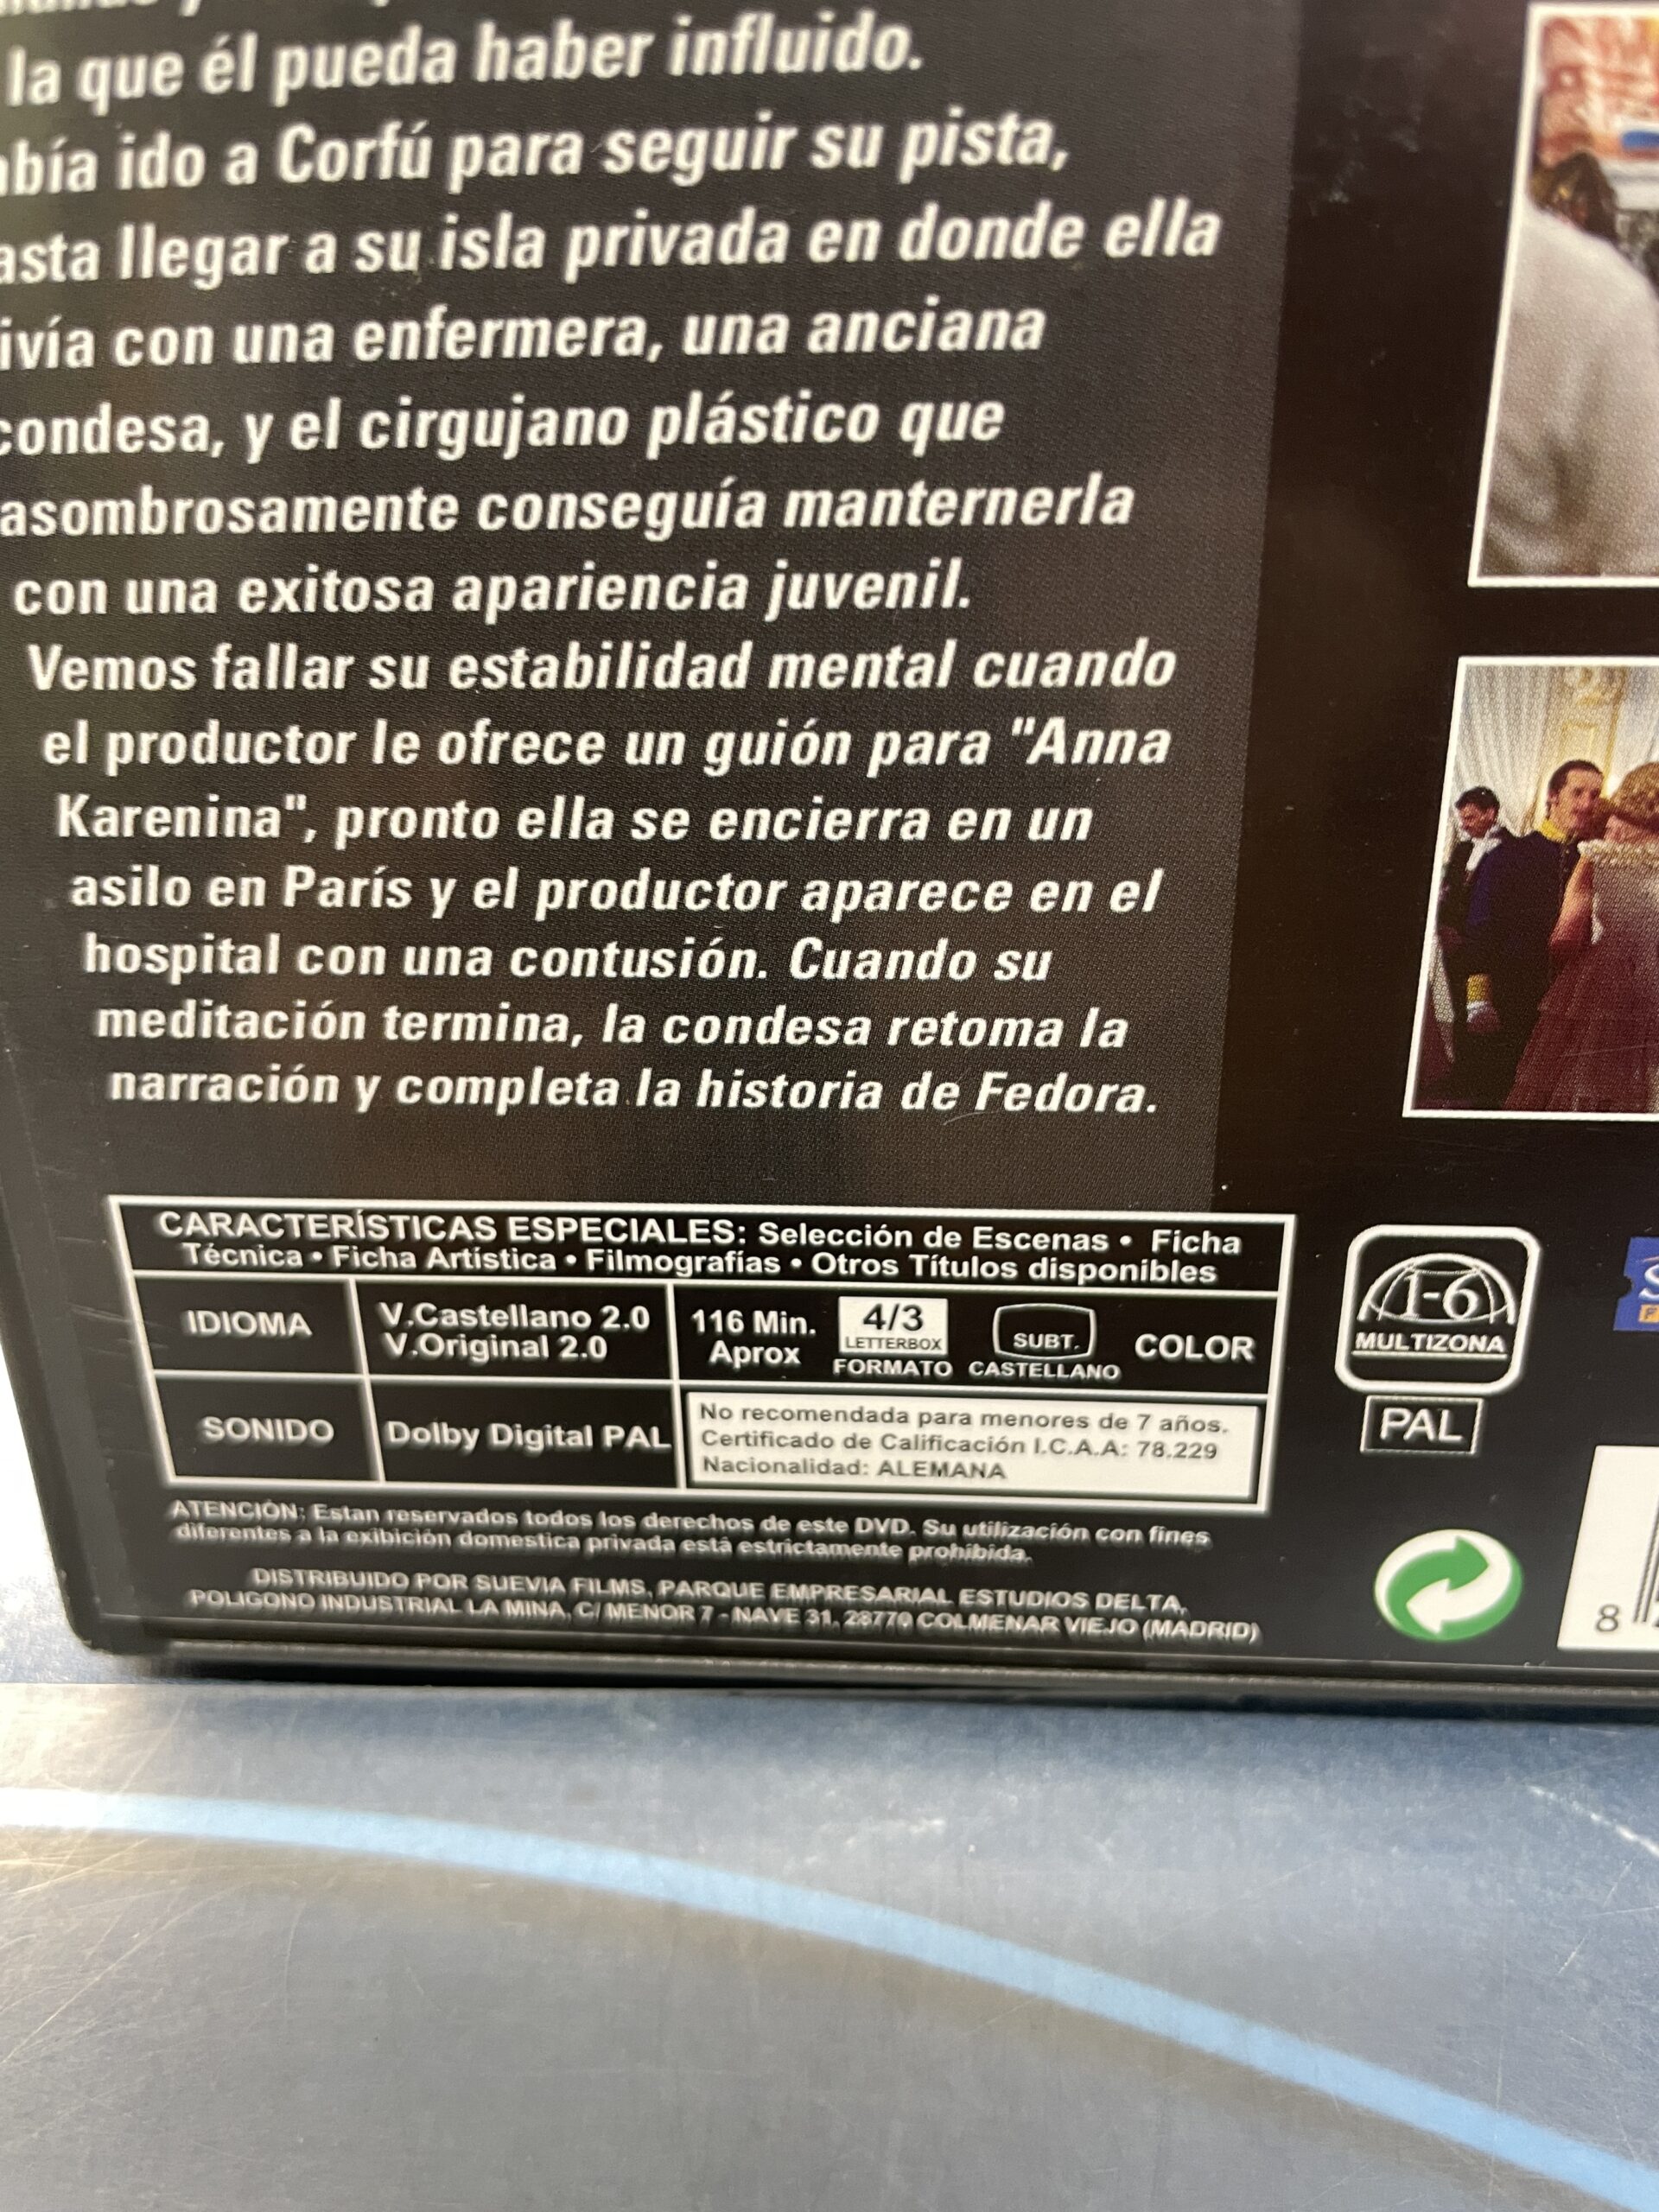 la que él pueda haber influido.
ido a Corfú para seguir su pista,
llegar a su isla privada en donde ella
con una enfermera, una anciana
condesa, y el cirgujano plástico que
asombrosamente conseguía manternerla
con una exitosa apariencia juvenil.
Vemos fallar su estabilidad mental cuando
el productor le ofrece un guión para "Anna
Karenina", pronto ella se encierra en un
asilo en París y el productor aparece en el
hospital con una contusión. Cuando su
meditación termina, la condesa retoma la
narración y completa la historia de Fedora.
CARACTERÍSTICAS ESPECIALES: Selección de Escenas • Ficha
Técnica • Ficha Artística • Filmografías • Otros Títulos disponibles
IDIOMA
V.Castellano 2.0
V.Original 2.0
116 Min.
Aprox
4/3
LETTERBOX
FORMATO
SUBT.
CASTELLANO
COLOR
SONIDO
Dolby Digital PAL
No recomendada para menores de 7 años.
Certificado de Calificación I.C.A.A: 78.229
Nacionalidad: ALEMANA
1-6
MULTIZONA
PAL
ATENCIÓN: Estan reservados todos los derechos de este DVD. Su utilización con fines
diferentes a la exibición domestica privada está estrictamente prohibida.
DISTRIBUIDO POR SUEVIA FILMS, PARQUE EMPRESARIAL ESTUDIOS DELTA,
POLIGONO INDUSTRIAL LA MINA, C/ MENOR 7 - NAVE 31, 28770 COLMENAR VIEJO (MADRID)
8